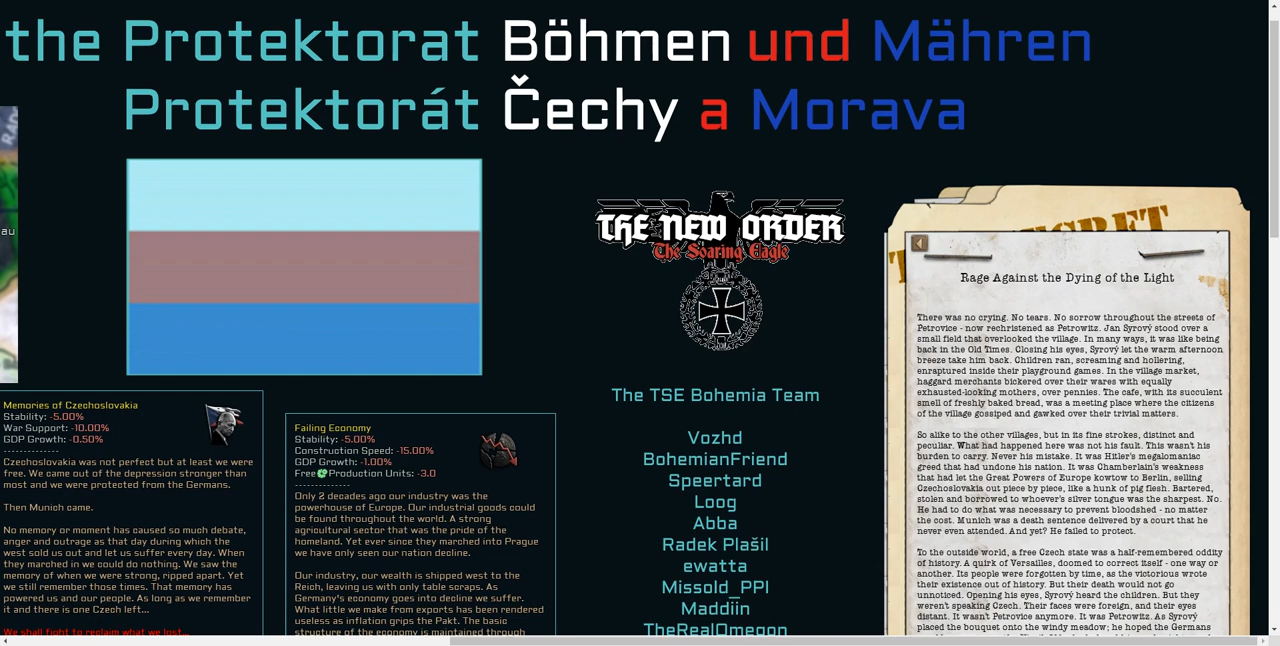 the Protektorat Böhmen und Mähren
Protektorát Čechy a Morava
au
Memories of Czechoslovakia
Stability: -5.00%
War Support: -10.00%
GDP Growth: -0.50%
--------------
Czechoslovakia was not perfect but at least we were
free. We came out of the depression stronger than
most and we were protected from the Germans.
Then Munich came.
No memory or moment has caused so much debate,
anger and outrage as that day during which the
west sold us out and let us suffer every day. When
they marched in we could do nothing. We saw the
memory of when we were strong, ripped apart. Yet
we still remember those times. That memory has
powered us and our people. As long as we remember
it and there is one Czech left...
We shall fight to reclaim what we lost...
Failing Economy
Stability: -5.00%
Construction Speed: -15.00%
GDP Growth: -1.00%
Free Production Units: -3.0
--------------
Only 2 decades ago our industry was the
powerhouse of Europe. Our industrial goods could
be found throughout the world. A strong
agricultural sector that was the pride of the
homeland. Yet ever since they marched into Prague
we have only seen our nation decline.
Our industry, our wealth is shipped west to the
Reich, leaving us with only table scraps. As
Germany's economy goes into decline we suffer.
What little we make from exports has been rendered
useless as inflation grips the Pakt. The basic
structure of the economy is maintained through
THE NEW ORDER
The Soaring Eagle
The TSE Bohemia Team
Vozhd
BohemianFriend
Speertard
Loog
Abba
Radek Plašil
ewatta
Missold_PPI
Maddiin
TheRealOmegon
Rage Against the Dying of the Light
There was no crying. No tears. No sorrow throughout the streets of
Petrovice - now rechristened as Petrowitz. Jan Syrový stood over a
small field that overlooked the village. In many ways, it was like being
back in the Old Times. Closing his eyes, Syrový let the warm afternoon
breeze take him back. Children ran, screaming and hollering,
enraptured inside their playground games. In the village market,
haggard merchants bickered over their wares with equally
exhausted-looking mothers, over pennies. The cafe, with its succulent
smell of freshly baked bread, was a meeting place where the citizens
of the village gossiped and gawked over their trivial matters.
So alike to the other villages, but in its fine strokes, distinct and
peculiar. What had happened here was not his fault. This wasn't his
burden to carry. Never his mistake. It was Hitler's megalomaniac
greed that had undone his nation. It was Chamberlain's weakness
that had let the Great Powers of Europe kowtow to Berlin, selling
Czechoslovakia out piece by piece, like a hunk of pig flesh. Bartered,
stolen and borrowed to whoever's silver tongue was the sharpest. No.
He had to do what was necessary to prevent bloodshed - no matter
the cost. Munich was a death sentence delivered by a court that he
never even attended. And yet? He failed to protect.
To the outside world, a free Czech state was a half-remembered oddity
of history. A quirk of Versailles, doomed to correct itself - one way or
another. Its people were forgotten by time, as the victorious wrote
their existence out of history. But their death would not go
unnoticed. Opening his eyes, Syrový heard the children. But they
weren't speaking Czech. Their faces were foreign, and their eyes
distant. It wasn't Petrovice anymore. It was Petrowitz. As Syrový
placed the bouquet onto the windy meadow; he hoped the Germans